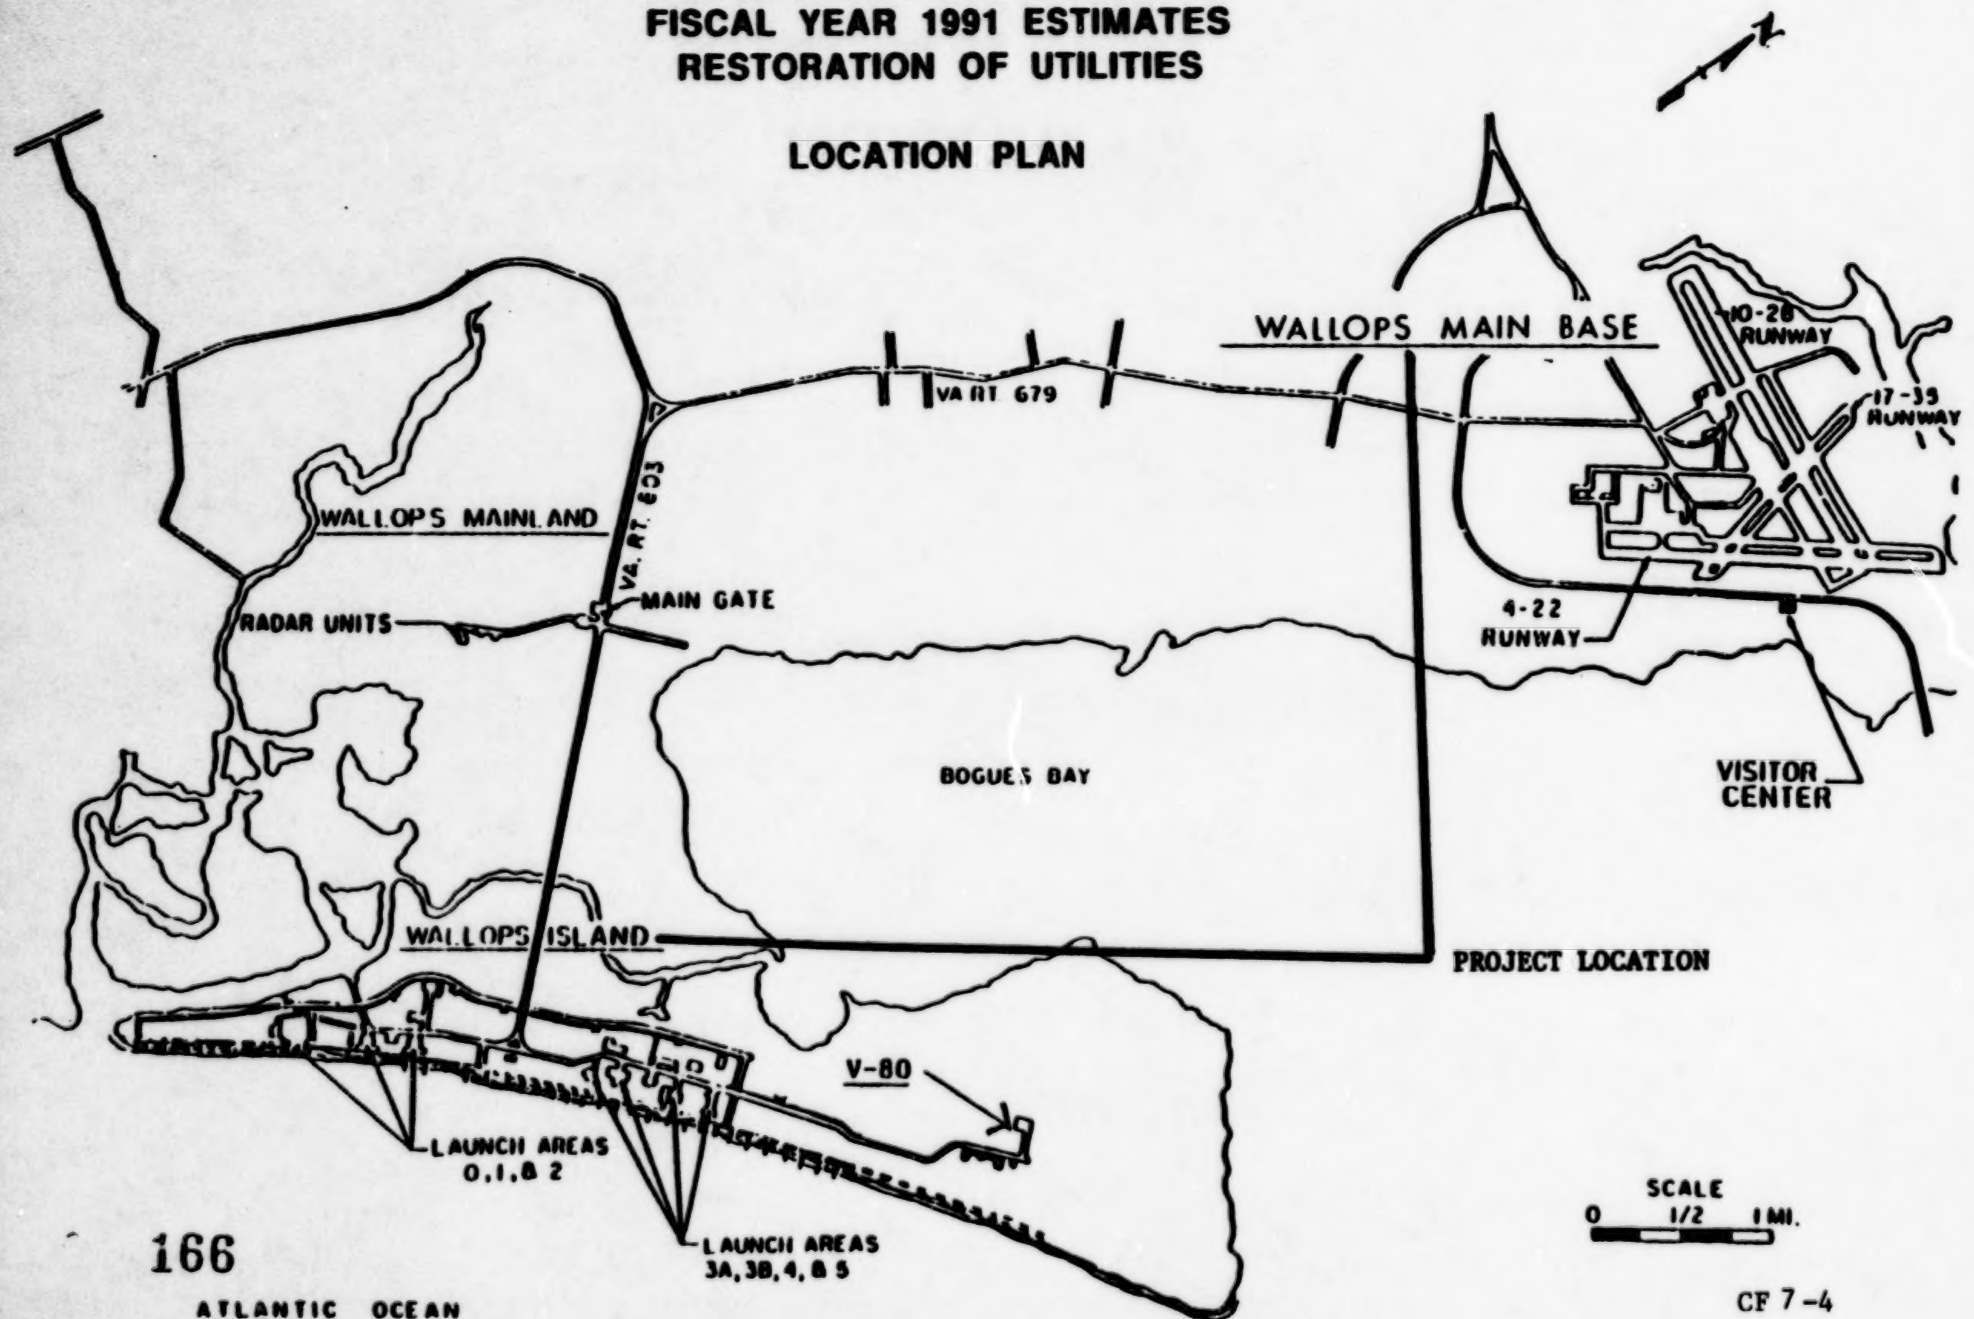 FISCAL YEAR 1991 ESTIMATES
RESTORATION OF UTILITIES
LOCATION PLAN
N
WALLOPS MAIN BASE
10-28
RUNWAY
VA RT. 679
17-35
RUNWAY
VA. RT. 803
WALLOPS MAINLAND
MAIN GATE
RADAR UNITS
4-22
RUNWAY
BOGUES BAY
VISITOR
CENTER
WALLOPS ISLAND
PROJECT LOCATION
V-80
LAUNCH AREAS
0,1,& 2
LAUNCH AREAS
3A,3B,4,& 5
SCALE
0 1/2 1 MI.
166
ATLANTIC OCEAN
CF 7-4